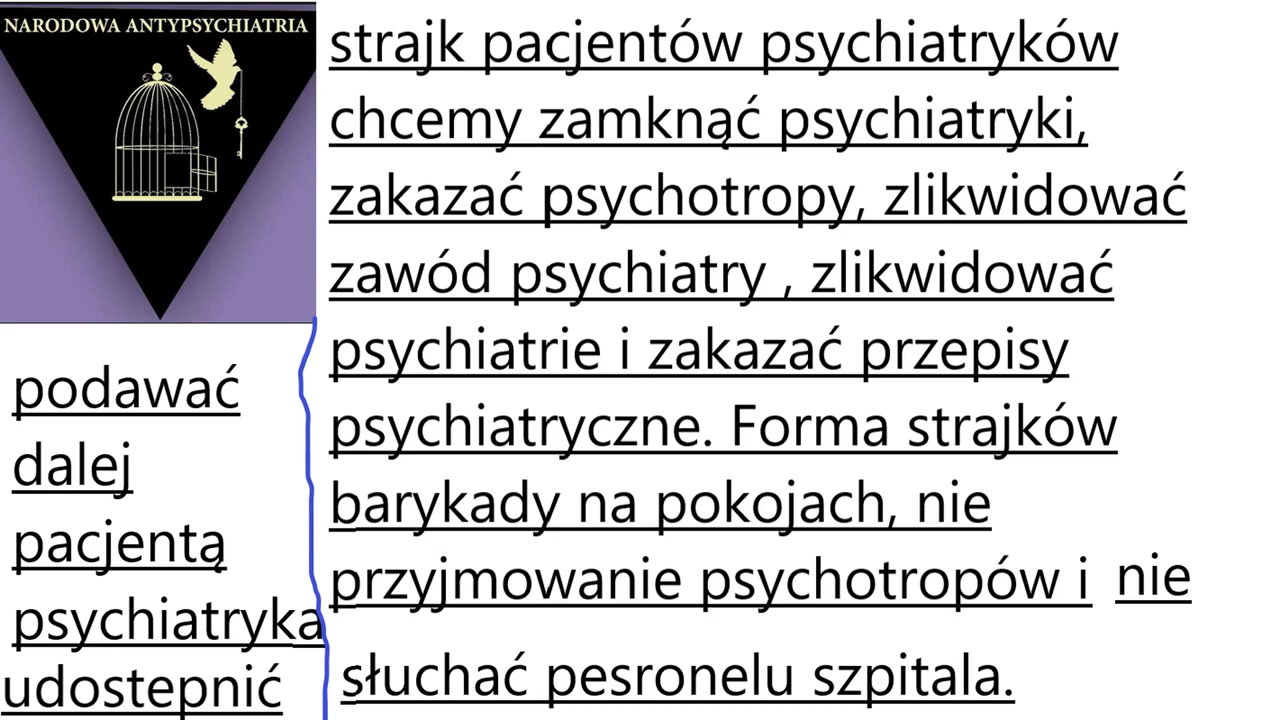 NARODOWA ANTYPSYCHIATRIA
strajk pacjentów psychiatryków
chcemy zamknąć psychiatryki,
zakazać psychotropy, zlikwidować
zawód psychiatry , zlikwidować
psychiatrie i zakazać przepisy
psychiatryczne. Forma strajków
barykady na pokojach, nie
przyjmowanie psychotropów i nie
słuchać pesronelu szpitala.
podawać
dalej
pacjentą
psychiatryka
udostepnić